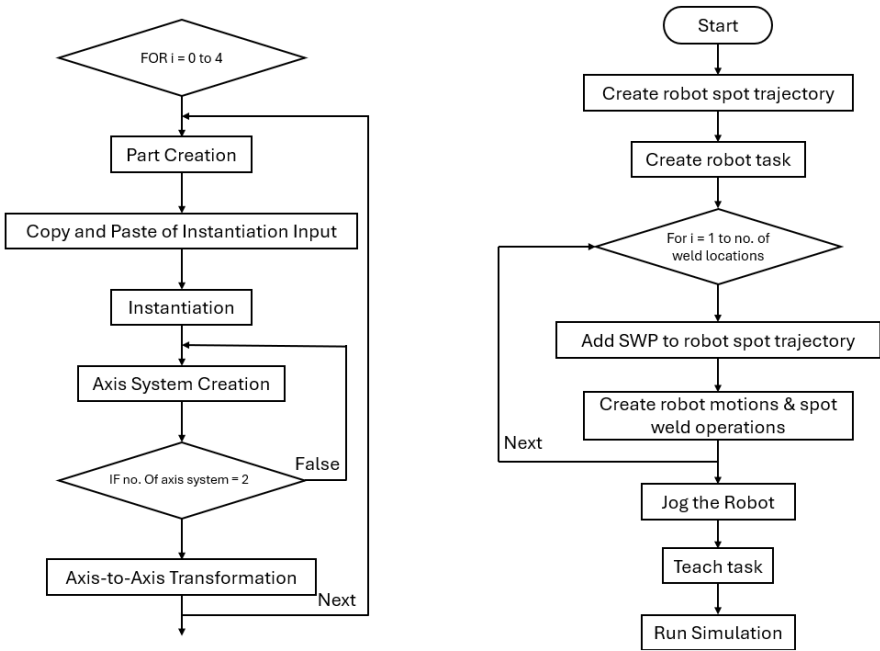 FOR i = 0 to 4
Part Creation
Copy and Paste of Instantiation Input
Instantiation
Axis System Creation
False
IF no. Of axis system = 2
Axis-to-Axis Transformation
Next
Start
Create robot spot trajectory
Create robot task
For i = 1 to no. of
weld locations
Add SWP to robot spot trajectory
Create robot motions & spot
weld operations
Next
Jog the Robot
Teach task
Run Simulation